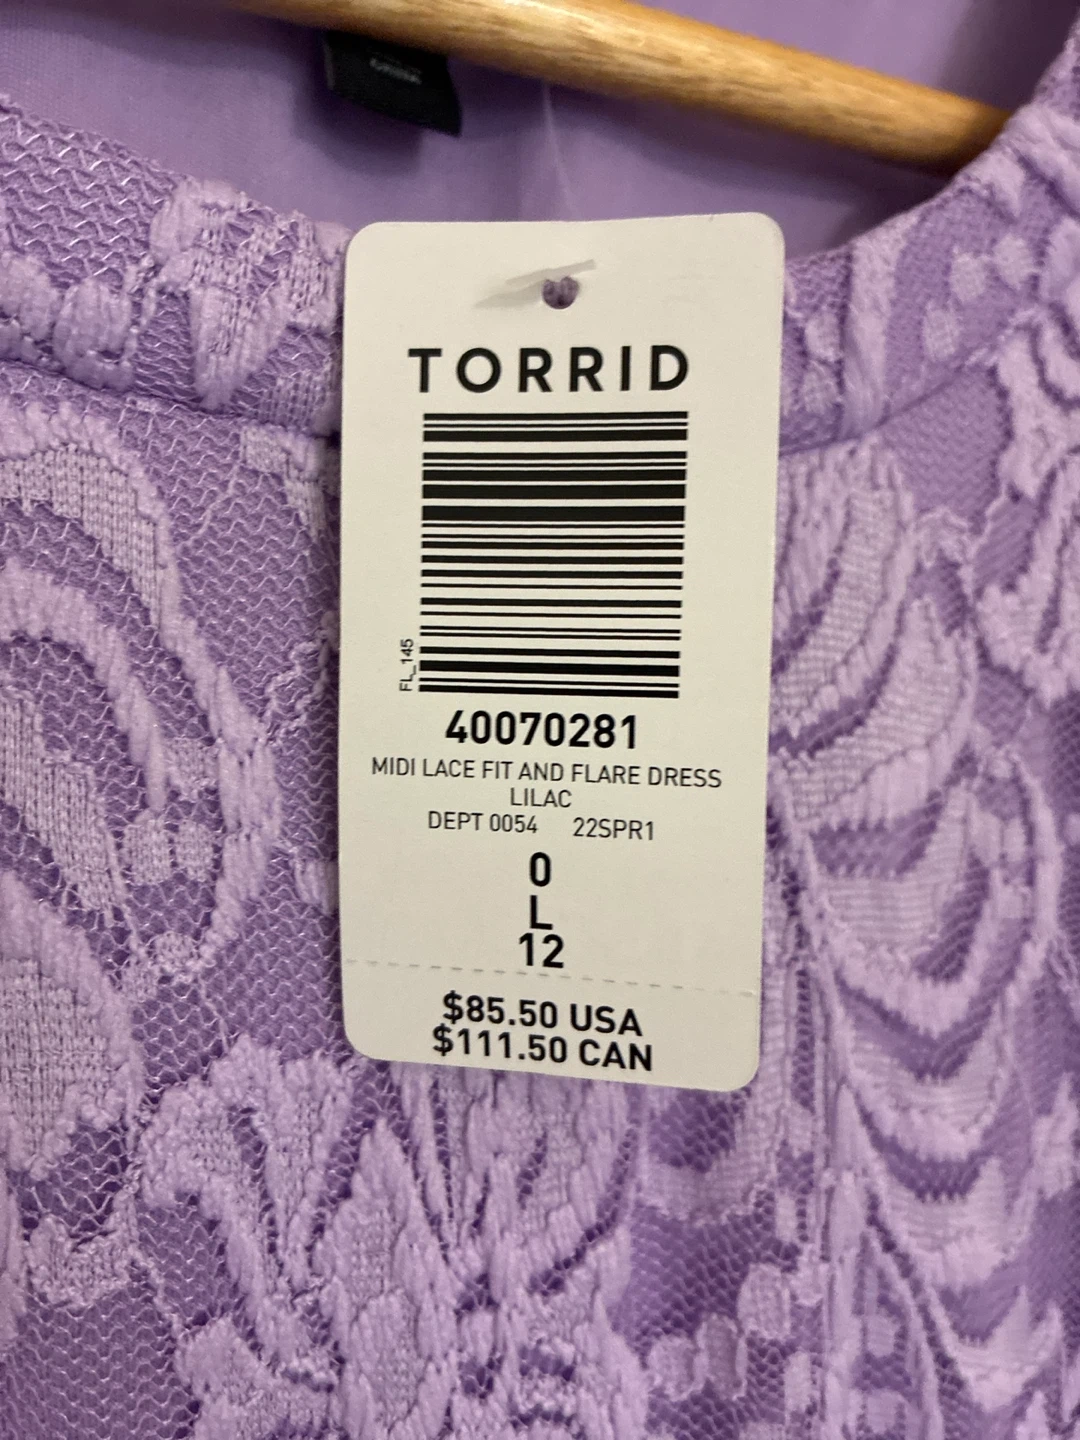 TORRID
FL_145
40070281
MIDI LACE FIT AND FLARE DRESS
LILAC
DEPT 0054 22SPR1
0
L
12
$85.50 USA
$111.50 CAN